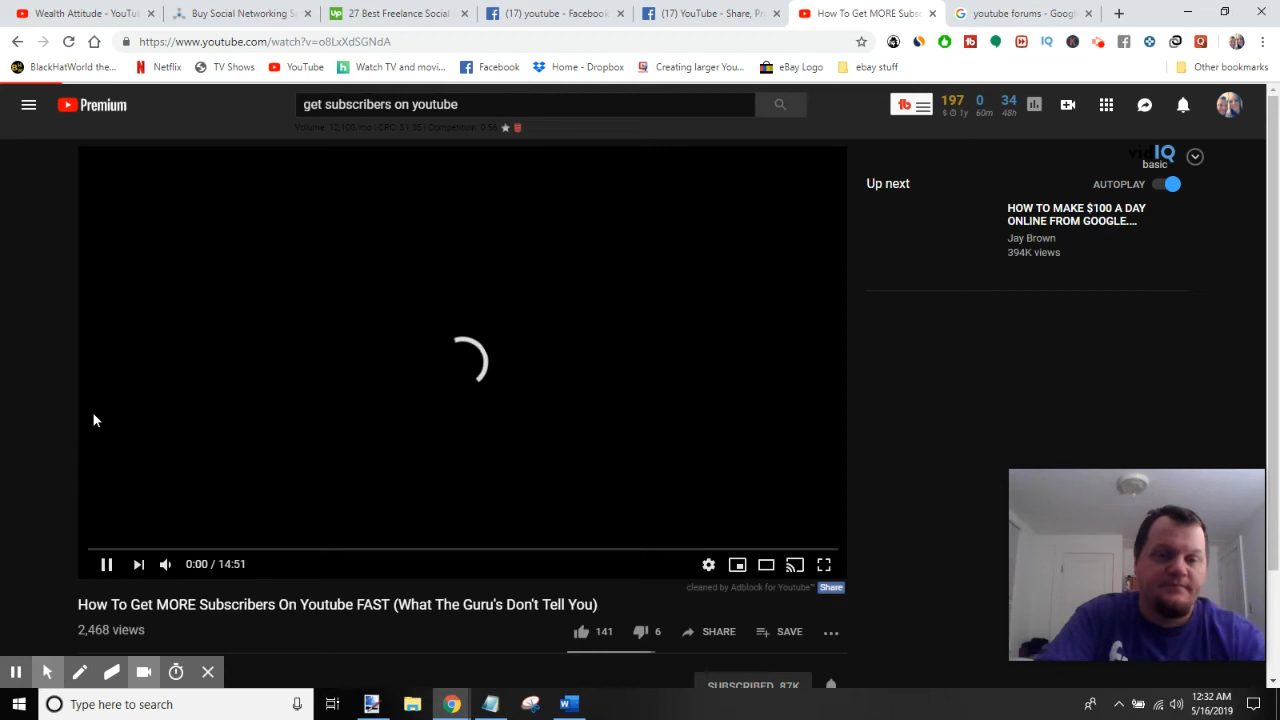 Wealth Attitude - YouTu
Buy Social Networking Se
27 Best Freelance Social
(17) youtube - Facebook
(17) YouTube - Share, Pr
How To Get MORE Subsc
youtube forums - Goog
https://www.youtube.com/watch?v=o8LxXdSGNdA
BlackHatWorld the...
Netflix
TV Shows
YouTube
Watch TV and movi...
Facebook
Home - Dropbox
Creating larger You...
eBay Logo
ebay stuff
Other bookmarks
Premium
get subscribers on youtube
197
0
34
1y
60m
48h
vidIQ
basic
Up next
AUTOPLAY
HOW TO MAKE $100 A DAY
ONLINE FROM GOOGLE....
Jay Brown
394K views
0:00 / 14:51
cleaned by Adblock for Youtube™
Share
How To Get MORE Subscribers On Youtube FAST (What The Guru's Don't Tell You)
2,468 views
141
6
SHARE
SAVE
SUBSCRIBED 87K
Type here to search
12:32 AM
5/16/2019